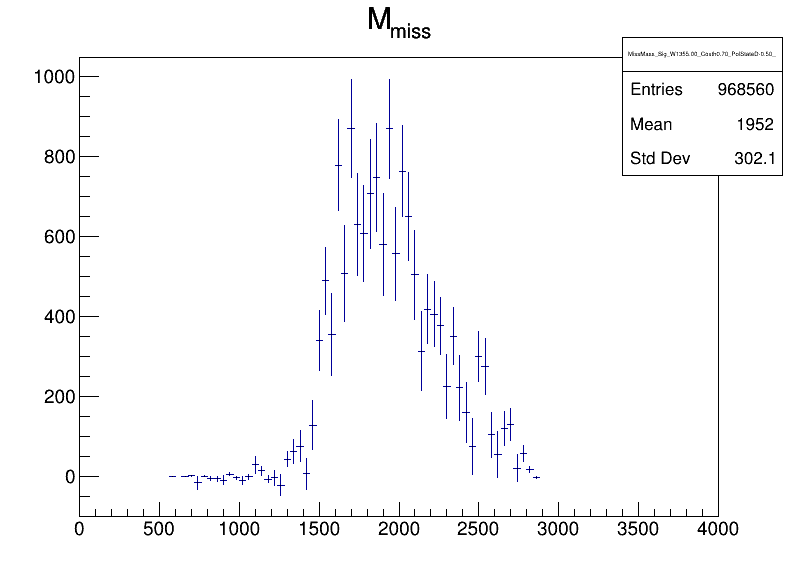 M_miss
MissMass_Sig_W1355.00_Costh0.70_PolStateD-0.50_
Entries 968560
Mean 1952
Std Dev 302.1
1000
800
600
400
200
0
0 500 1000 1500 2000 2500 3000 3500 4000